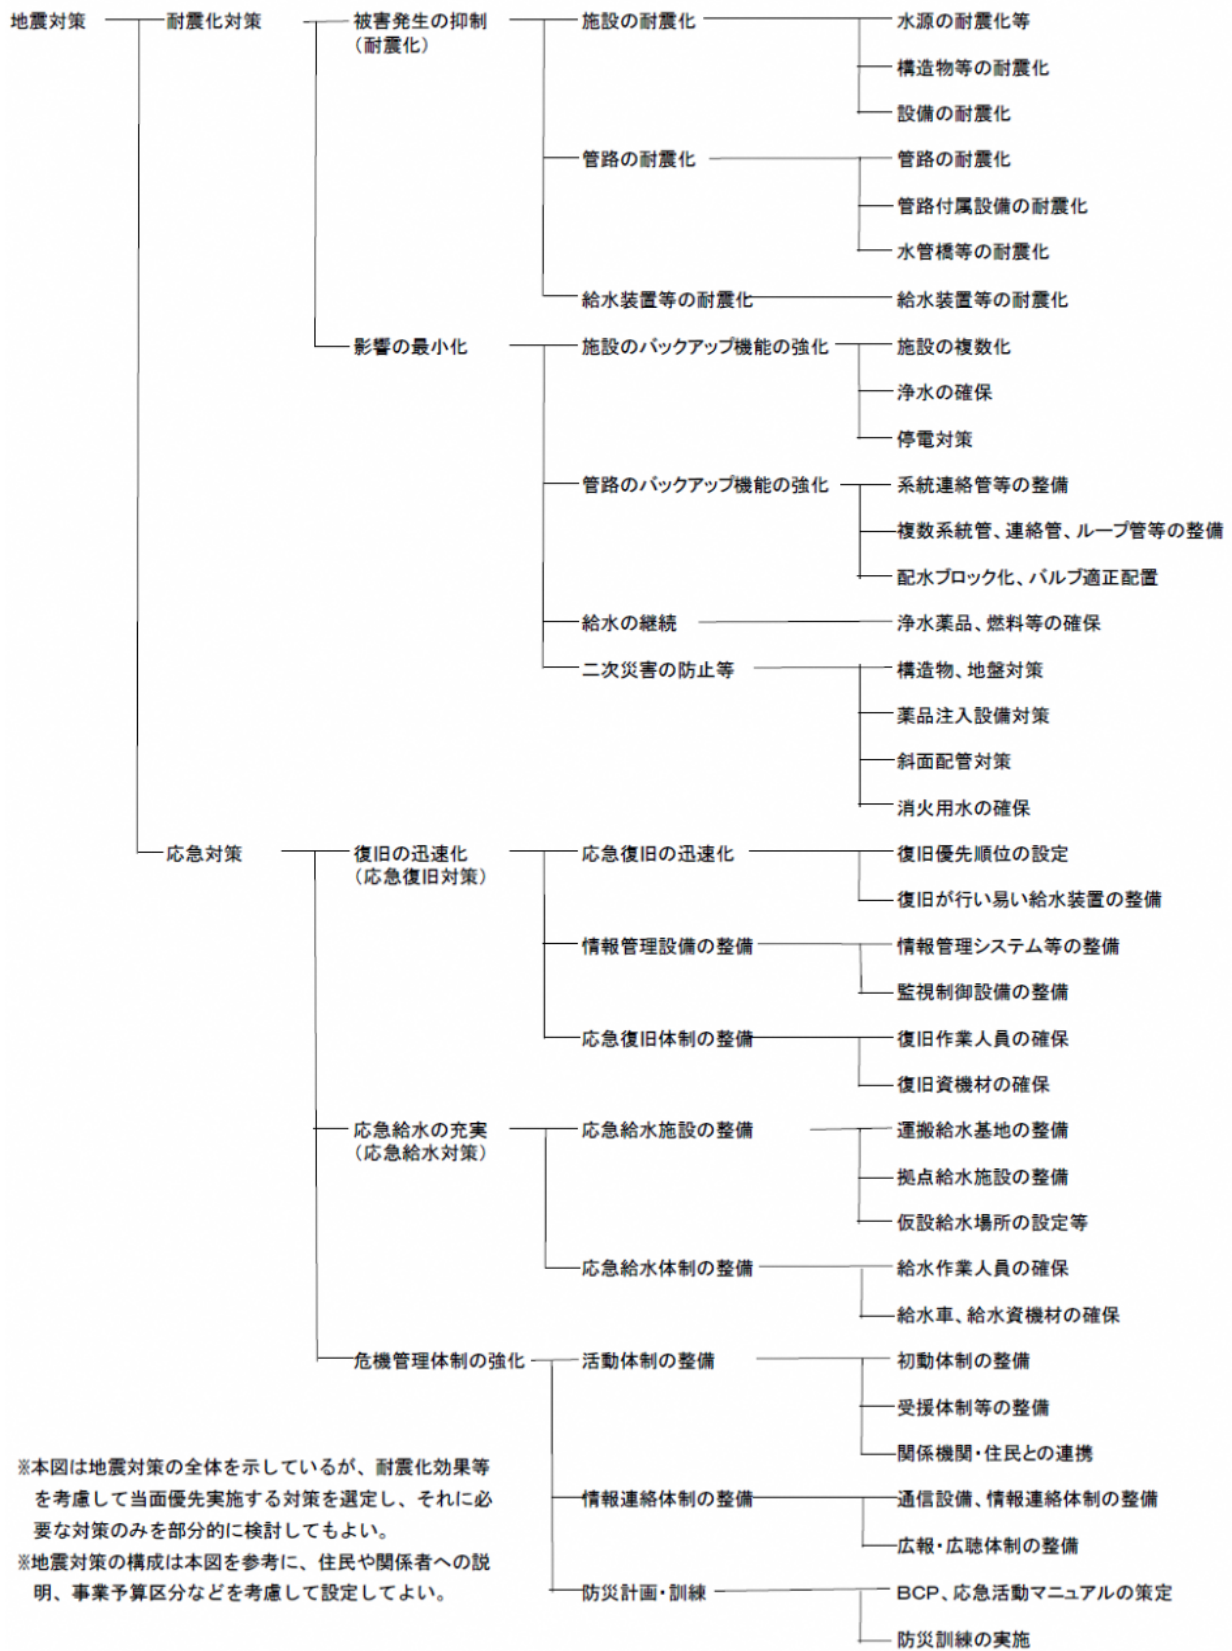 地震対策
耐震化対策
被害発生の抑制
（耐震化）
施設の耐震化
水源の耐震化等
構造物等の耐震化
設備の耐震化
管路の耐震化
管路の耐震化
管路付属設備の耐震化
水管橋等の耐震化
給水装置等の耐震化
給水装置等の耐震化
影響の最小化
施設のバックアップ機能の強化
施設の複数化
浄水の確保
停電対策
管路のバックアップ機能の強化
系統連絡管等の整備
複数系統管、連絡管、ループ管等の整備
配水ブロック化、バルブ適正配置
給水の継続
浄水薬品、燃料等の確保
二次災害の防止等
構造物、地盤対策
薬品注入設備対策
斜面配管対策
消火用水の確保
応急対策
復旧の迅速化
（応急復旧対策）
応急復旧の迅速化
復旧優先順位の設定
復旧が行い易い給水装置の整備
情報管理設備の整備
情報管理システム等の整備
監視制御設備の整備
応急復旧体制の整備
復旧作業人員の確保
復旧資機材の確保
応急給水の充実
（応急給水対策）
応急給水施設の整備
運搬給水基地の整備
拠点給水施設の整備
仮設給水場所の設定等
応急給水体制の整備
給水作業人員の確保
給水車、給水資機材の確保
危機管理体制の強化
活動体制の整備
初動体制の整備
受援体制等の整備
関係機関・住民との連携
情報連絡体制の整備
通信設備、情報連絡体制の整備
広報・広聴体制の整備
防災計画・訓練
BCP、応急活動マニュアルの策定
防災訓練の実施
※本図は地震対策の全体を示しているが、耐震化効果等
を考慮して当面優先実施する対策を選定し、それに必
要な対策のみを部分的に検討してもよい。
※地震対策の構成は本図を参考に、住民や関係者への説
明、事業予算区分などを考慮して設定してよい。